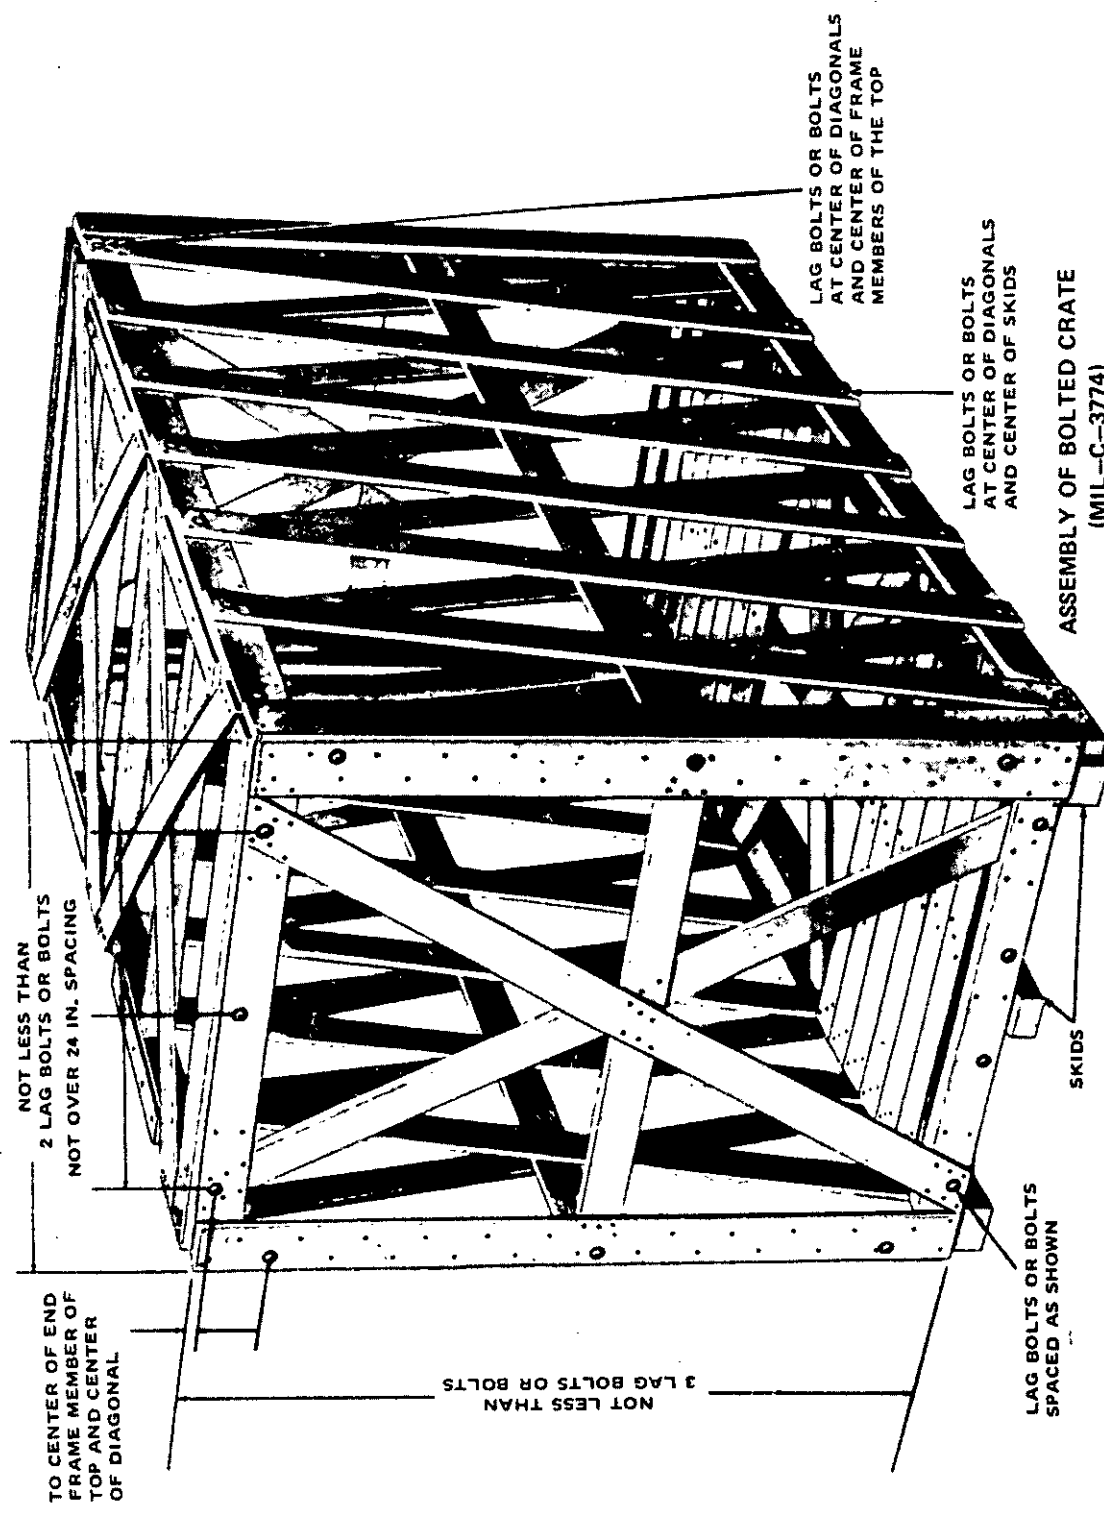 TO CENTER OF END
FRAME MEMBER OF
TOP AND CENTER
OF DIAGONAL
NOT LESS THAN
2 LAG BOLTS OR BOLTS
NOT OVER 24 IN. SPACING
NOT LESS THAN
3 LAG BOLTS OR BOLTS
LAG BOLTS OR BOLTS
AT CENTER OF DIAGONALS
AND CENTER OF FRAME
MEMBERS OF THE TOP
LAG BOLTS OR BOLTS
AT CENTER OF DIAGONALS
AND CENTER OF SKIDS
LAG BOLTS OR BOLTS
SPACED AS SHOWN
SKIDS
ASSEMBLY OF BOLTED CRATE
(MIL-C-3774)